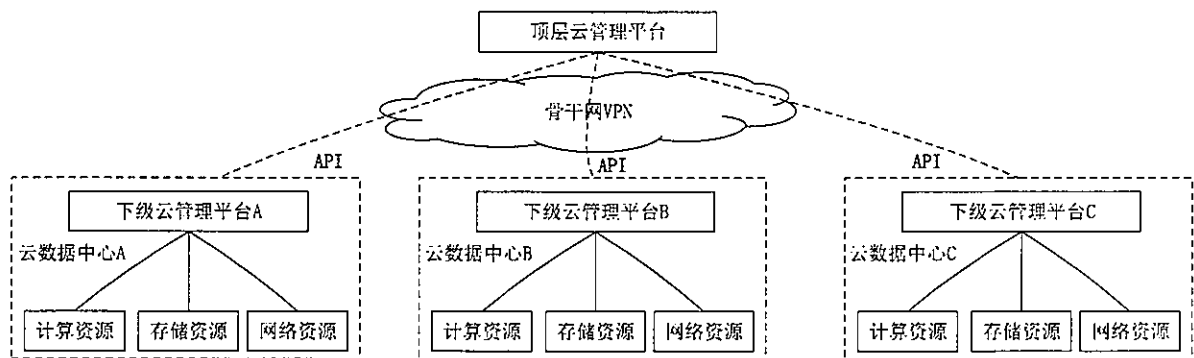 顶层云管理平台
骨干网VPN
API API API
下级云管理平台A 下级云管理平台B 下级云管理平台C
云数据中心A 云数据中心B 云数据中心C
计算资源 存储资源 网络资源 计算资源 存储资源 网络资源 计算资源 存储资源 网络资源